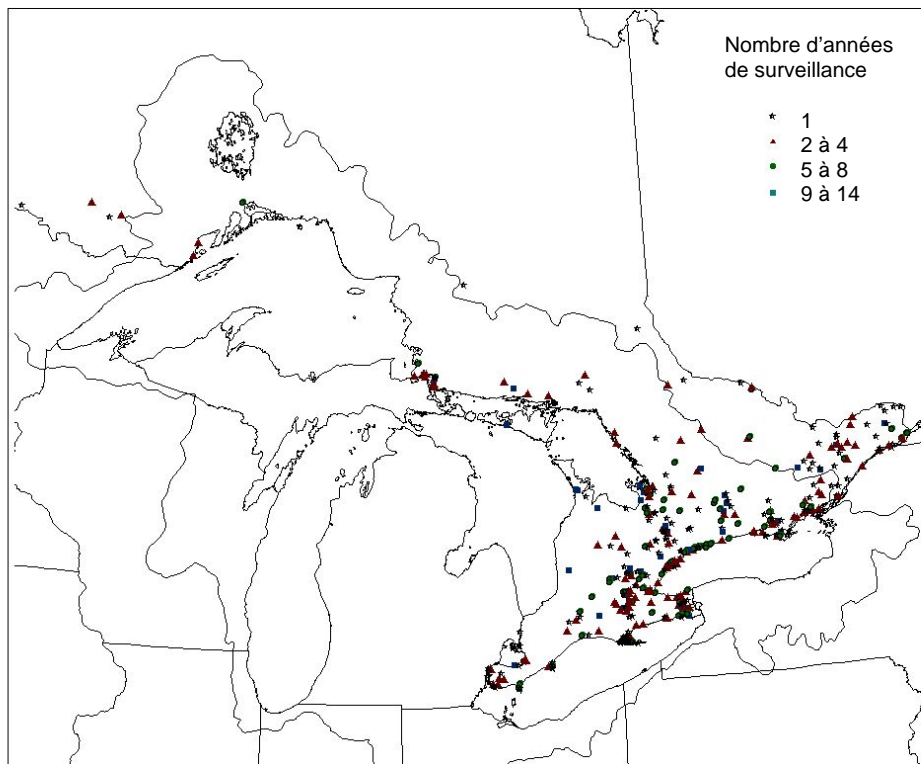 Nombre d'années
de surveillance
1
2 à 4
5 à 8
9 à 14